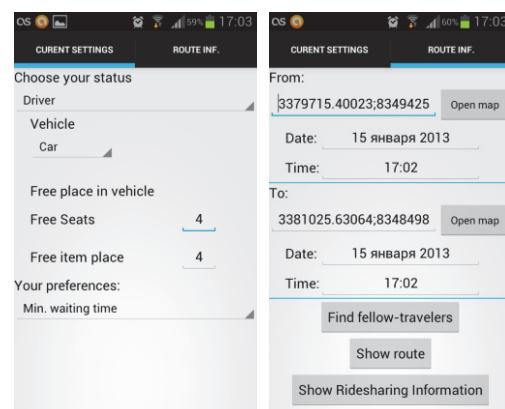 os 59% 17:03
CURENT SETTINGS ROUTE INF.
Choose your status
Driver
Vehicle
Car
Free place in vehicle
Free Seats 4
Free item place 4
Your preferences:
Min. waiting time
os 60% 17:03
CURENT SETTINGS ROUTE INF.
From:
3379715.40023;8349425 Open map
Date: 15 января 2013
Time: 17:02
To:
3381025.63064;8348498 Open map
Date: 15 января 2013
Time: 17:02
Find fellow-travelers
Show route
Show Ridesharing Information